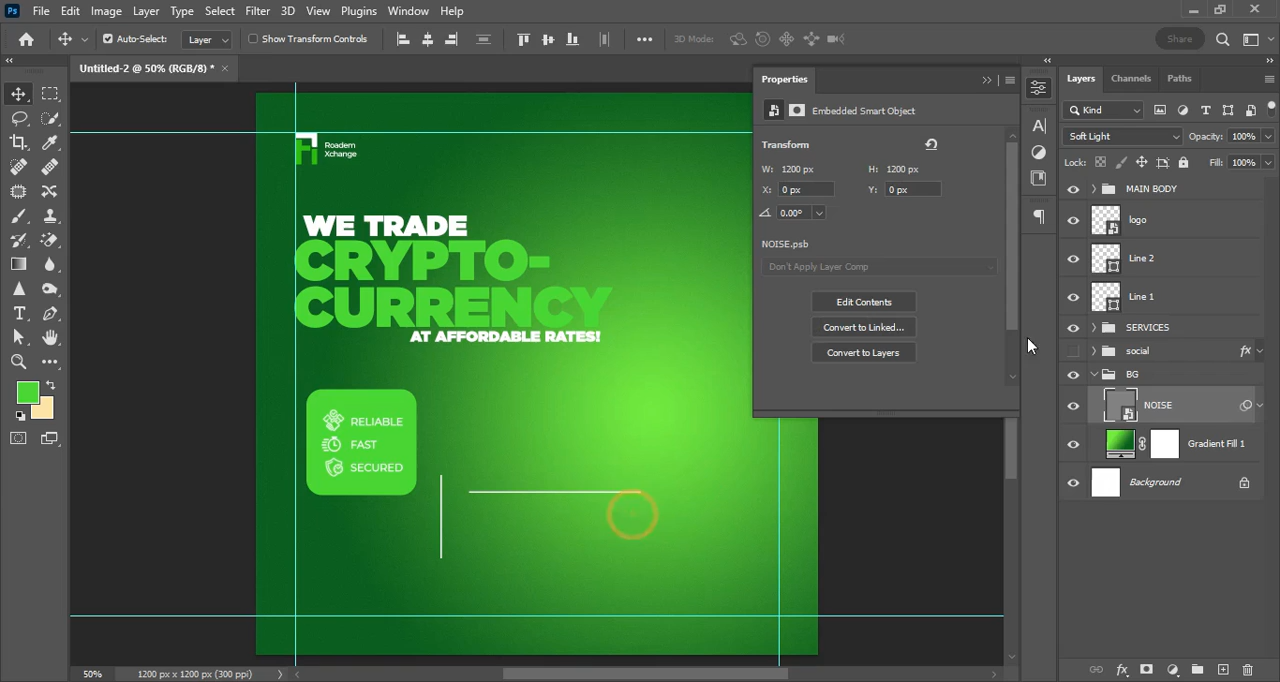 Ps File Edit Image Layer Type Select Filter 3D View Plugins Window Help
Auto-Select: Layer Show Transform Controls 3D Mode: Share
Untitled-2 @ 50% (RGB/8) *
Roadem
Xchange
WE TRADE
CRYPTO-
CURRENCY
AT AFFORDABLE RATES!
RELIABLE
FAST
SECURED
50% 1200 px x 1200 px (300 ppi)
Properties
Embedded Smart Object
Transform
W: 1200 px H: 1200 px
X: 0 px Y: 0 px
0.00°
NOISE.psb
Don't Apply Layer Comp
Edit Contents
Convert to Linked...
Convert to Layers
Layers Channels Paths
Kind
Soft Light Opacity: 100%
Lock: Fill: 100%
MAIN BODY
logo
Line 2
Line 1
SERVICES
social fx
BG
NOISE
Gradient Fill 1
Background